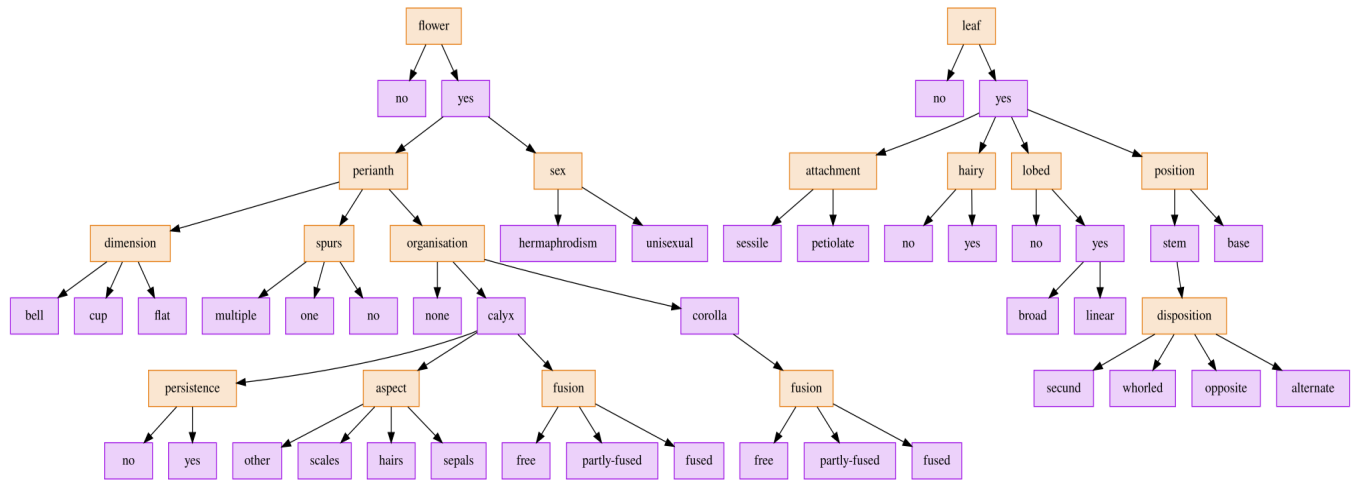 flower
leaf
no
yes
no
yes
perianth
sex
attachment
hairy
lobed
position
dimension
spurs
organisation
hermaphrodism
unisexual
sessile
petiolate
no
yes
no
yes
stem
base
bell
cup
flat
multiple
one
no
none
calyx
corolla
broad
linear
disposition
persistence
aspect
fusion
fusion
secund
whorled
opposite
alternate
no
yes
other
scales
hairs
sepals
free
partly-fused
fused
free
partly-fused
fused